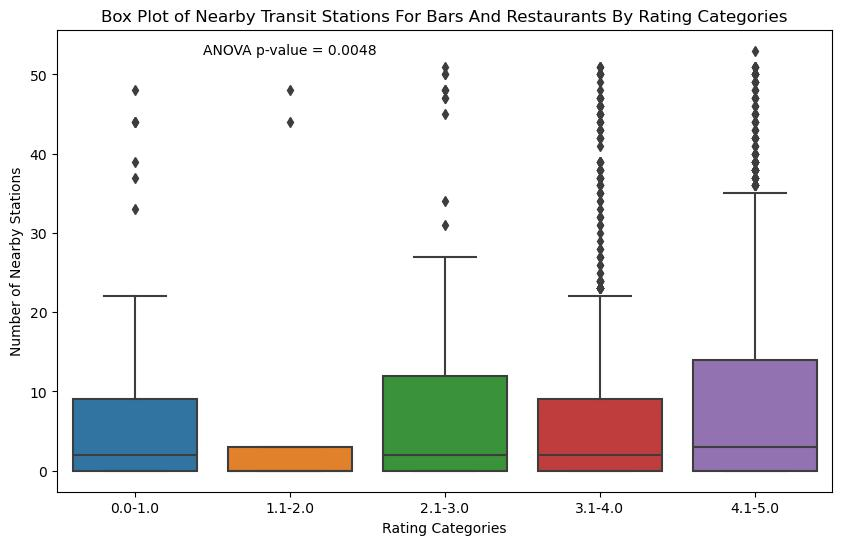 Box Plot of Nearby Transit Stations For Bars And Restaurants By Rating Categories
ANOVA p-value = 0.0048
Number of Nearby Stations
50
40
30
20
10
0
0.0-1.0 1.1-2.0 2.1-3.0 3.1-4.0 4.1-5.0
Rating Categories